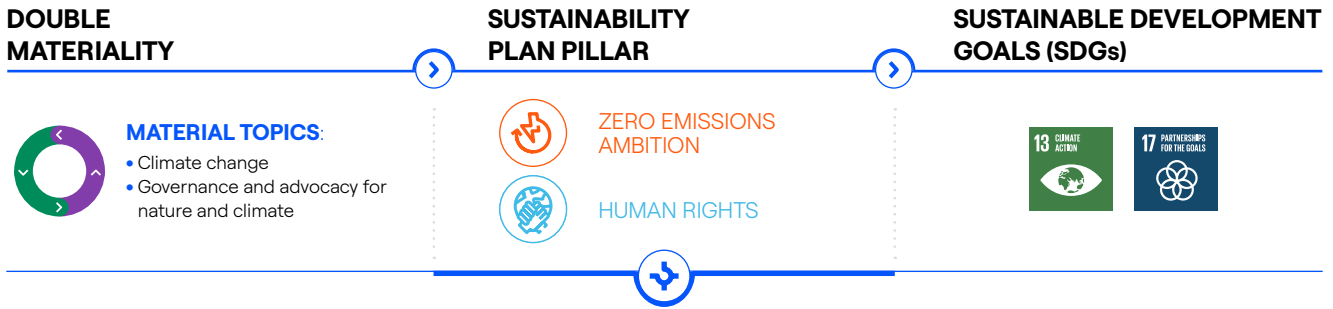 DOUBLE
MATERIALITY
SUSTAINABILITY
PLAN PILLAR
SUSTAINABLE DEVELOPMENT
GOALS (SDGs)
MATERIAL TOPICS:
• Climate change
• Governance and advocacy for
nature and climate
ZERO EMISSIONS
AMBITION
HUMAN RIGHTS
13 CLIMATE
ACTION
17 PARTNERSHIPS
FOR THE GOALS